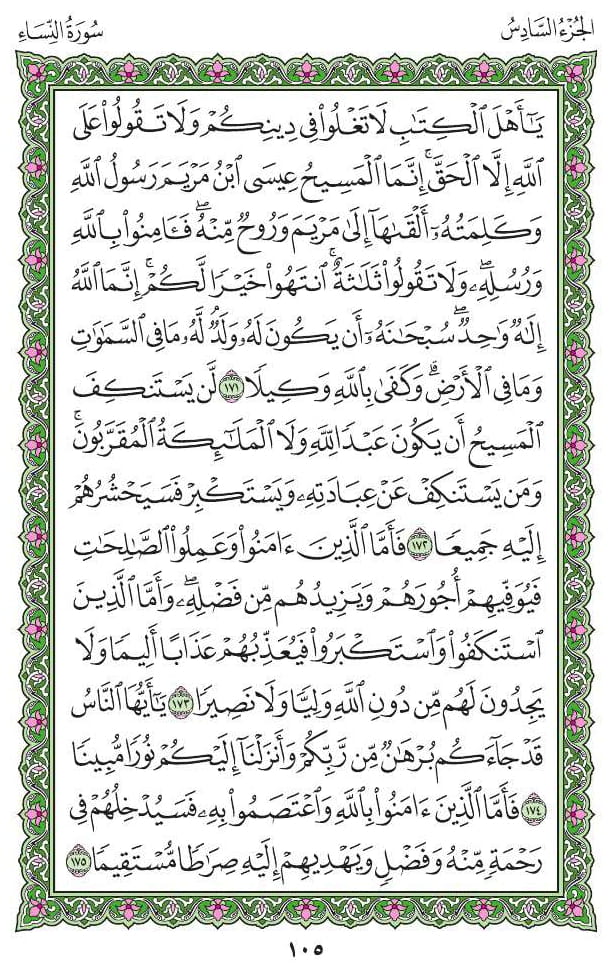 الجُزْءُ السَّادِسُ
سُورَةُ النِّسَاءِ
يَٰٓأَهْلَ ٱلْكِتَٰبِ لَا تَغْلُوا۟ فِى دِينِكُمْ وَلَا تَقُولُوا۟ عَلَى
ٱللَّهِ إِلَّا ٱلْحَقَّ ۚ إِنَّمَا ٱلْمَسِيحُ عِيسَى ٱبْنُ مَرْيَمَ رَسُولُ ٱللَّهِ
وَكَلِمَتُهُۥٓ أَلْقَىٰهَآ إِلَىٰ مَرْيَمَ وَرُوحٌ مِّنْهُ ۖ فَـَٔامِنُوا۟ بِٱللَّهِ
وَرُسُلِهِۦ ۖ وَلَا تَقُولُوا۟ ثَلَٰثَةٌ ۚ ٱنتَهُوا۟ خَيْرًا لَّكُمْ ۚ إِنَّمَا ٱللَّهُ
إِلَٰهٌ وَٰحِدٌ ۖ سُبْحَٰنَهُۥٓ أَن يَكُونَ لَهُۥ وَلَدٌ ۘ لَّهُۥ مَا فِى ٱلسَّمَٰوَٰتِ
وَمَا فِى ٱلْأَرْضِ ۗ وَكَفَىٰ بِٱللَّهِ وَكِيلًا ١٧١ لَّن يَسْتَنكِفَ
ٱلْمَسِيحُ أَن يَكُونَ عَبْدًا لِّلَّهِ وَلَا ٱلْمَلَٰٓئِكَةُ ٱلْمُقَرَّبُونَ ۚ
وَمَن يَسْتَنكِفْ عَنْ عِبَادَتِهِۦ وَيَسْتَكْبِرْ فَسَيَحْشُرُهُمْ
إِلَيْهِ جَمِيعًا ١٧٢ فَأَمَّا ٱلَّذِينَ ءَامَنُوا۟ وَعَمِلُوا۟ ٱلصَّٰلِحَٰتِ
فَيُوَفِّيهِمْ أُجُورَهُمْ وَيَزِيدُهُم مِّن فَضْلِهِۦ ۖ وَأَمَّا ٱلَّذِينَ
ٱسْتَنكَفُوا۟ وَٱسْتَكْبَرُوا۟ فَيُعَذِّبُهُمْ عَذَابًا أَلِيمًا وَلَا
يَجِدُونَ لَهُم مِّن دُونِ ٱللَّهِ وَلِيًّا وَلَا نَصِيرًا ١٧٣ يَٰٓأَيُّهَا ٱلنَّاسُ
قَدْ جَآءَكُم بُرْهَٰنٌ مِّن رَّبِّكُمْ وَأَنزَلْنَآ إِلَيْكُمْ نُورًا مُّبِينًا
١٧٤ فَأَمَّا ٱلَّذِينَ ءَامَنُوا۟ بِٱللَّهِ وَٱعْتَصَمُوا۟ بِهِۦ فَسَيُدْخِلُهُمْ فِى
رَحْمَةٍ مِّنْهُ وَفَضْلٍ وَيَهْدِيهِمْ إِلَيْهِ صِرَٰطًا مُّسْتَقِيمًا ١٧٥
١٠٥